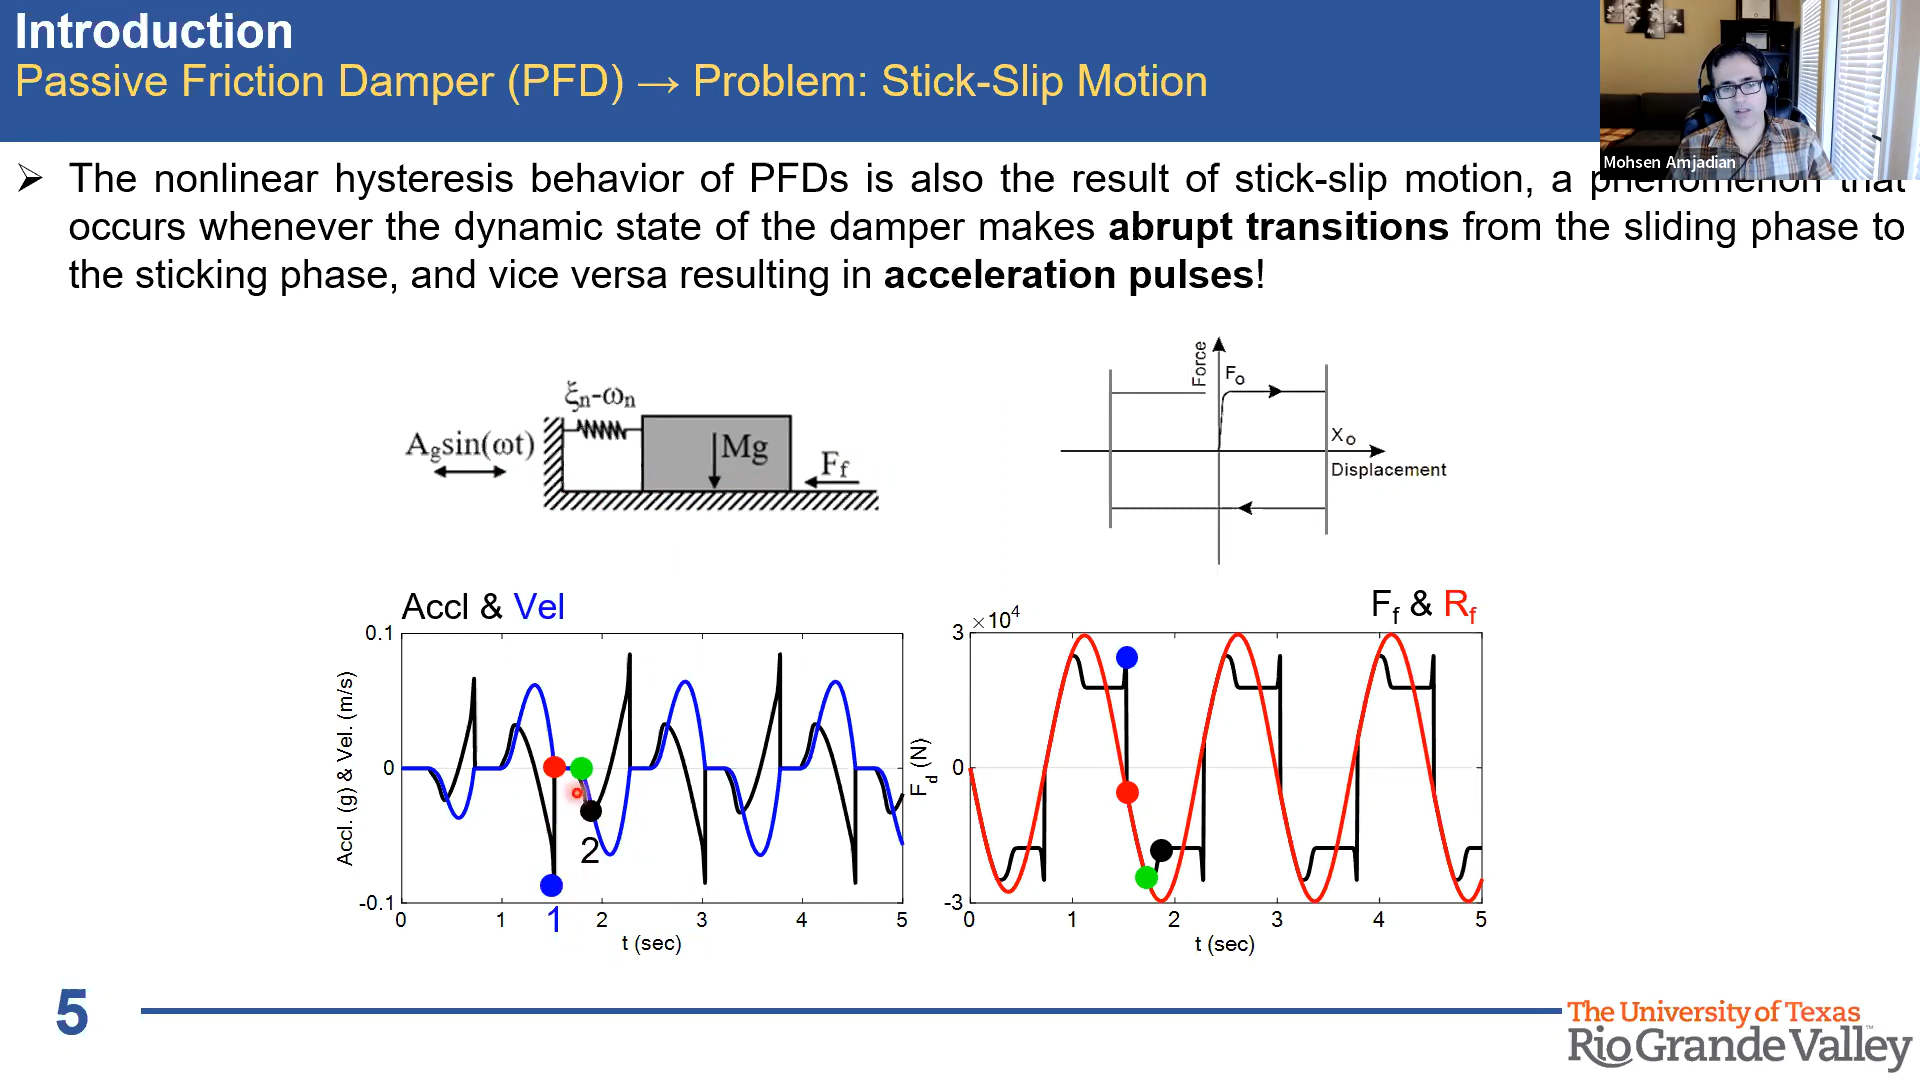 Introduction
Passive Friction Damper (PFD) → Problem: Stick-Slip Motion
Mohsen Amjadian
➢ The nonlinear hysteresis behavior of PFDs is also the result of stick-slip motion, a phenomenon that
occurs whenever the dynamic state of the damper makes abrupt transitions from the sliding phase to
the sticking phase, and vice versa resulting in acceleration pulses!
ξn-ωn
Agsin(ωt)
Mg
Ff
Force
Fo
Xo
Displacement
Accl & Vel
0.1
0
-0.1
Accl. (g) & Vel. (m/s)
2
1
0 1 2 3 4 5
t (sec)
Ff & Rf
×10⁴
3
0
-3
Fd (N)
0 1 2 3 4 5
t (sec)
5
The University of Texas
RioGrandeValley